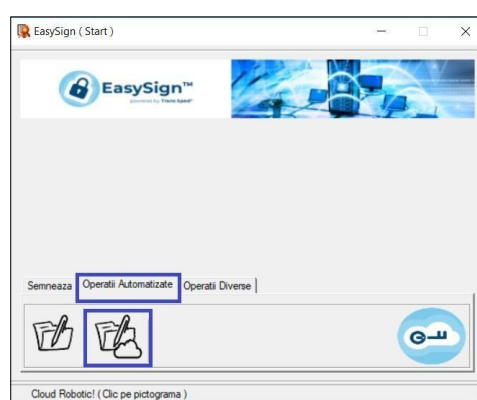 EasySign ( Start )
EasySign™
powered by Trans Sped®
Semneaza Operatii Automatizate Operatii Diverse
Cloud Robotic! ( Clic pe pictograma )